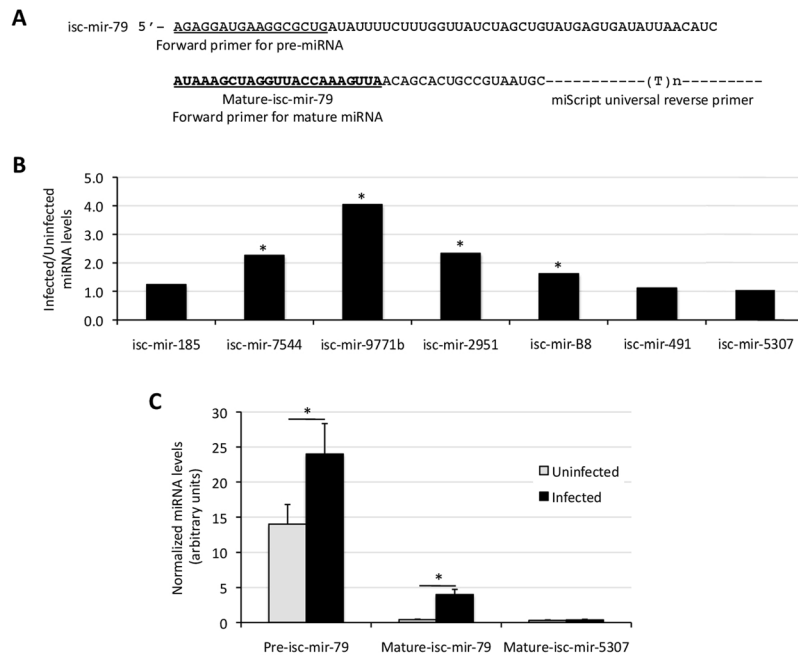 A
isc-mir-79 5’- AGAGGAUGAAGGCGCUGAUAUUUUCUUUGGUUAUCUAGCUGUAUGAGUGAUAUUAACAUC
Forward primer for pre-miRNA
AUAAAGCUAGGUUACCAAAGUUAACAGCACUGCCGUAAUGC-----------(T)n---------
Mature-isc-mir-79 miScript universal reverse primer
Forward primer for mature miRNA
B
Infected/Uninfected
miRNA levels
5.0
4.0
3.0
2.0
1.0
0.0
* * * *
isc-mir-185 isc-mir-7544 isc-mir-9771b isc-mir-2951 isc-mir-B8 isc-mir-491 isc-mir-5307
C
Normalized miRNA levels
(arbitrary units)
30
25
20
15
10
5
0
* *
Uninfected
Infected
Pre-isc-mir-79 Mature-isc-mir-79 Mature-isc-mir-5307